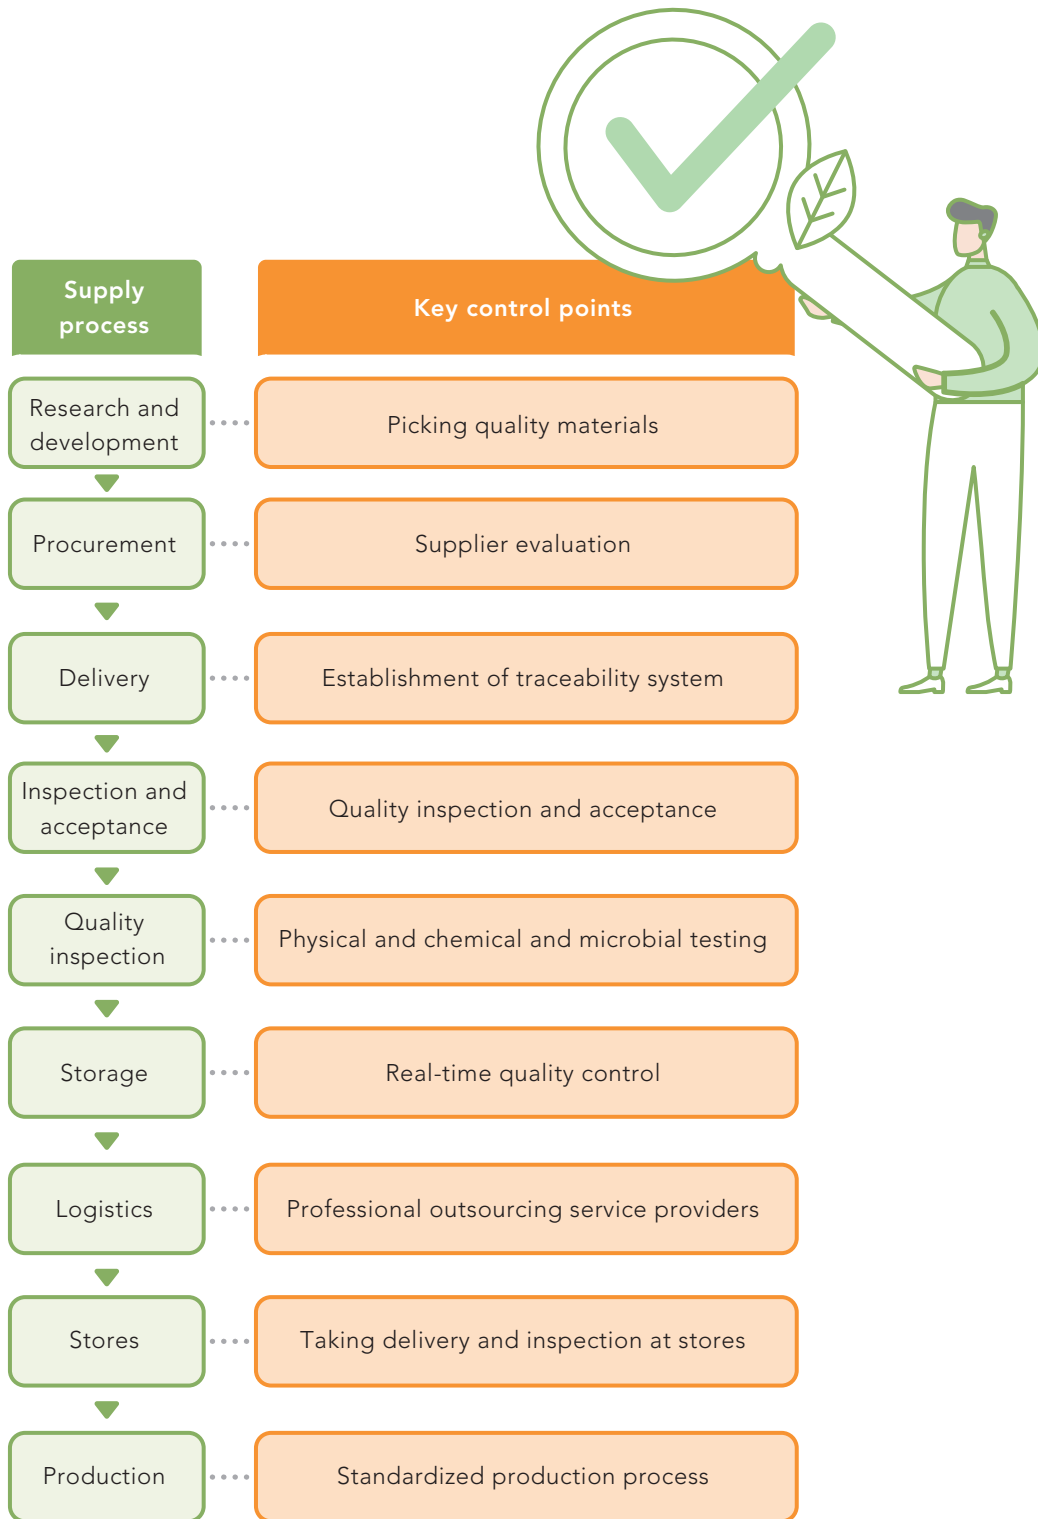 Supply
process
Key control points
Research and
development
Picking quality materials
Procurement
Supplier evaluation
Delivery
Establishment of traceability system
Inspection and
acceptance
Quality inspection and acceptance
Quality
inspection
Physical and chemical and microbial testing
Storage
Real-time quality control
Logistics
Professional outsourcing service providers
Stores
Taking delivery and inspection at stores
Production
Standardized production process